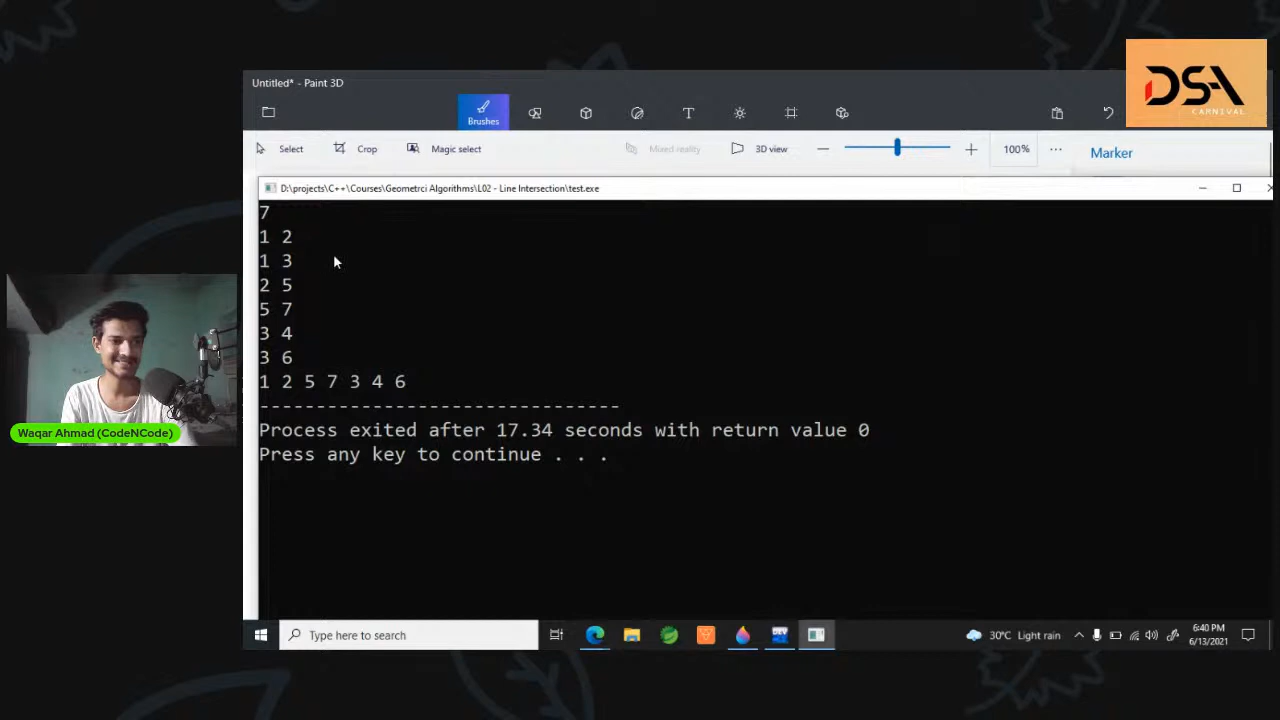 DSA
CARNIVAL
Untitled* - Paint 3D
Brushes
Select
Crop
Magic select
Mixed reality
3D view
100%
Marker
D:\projects\C++\Courses\Geometrci Algorithms\L02 - Line Intersection\test.exe
7
1 2
1 3
2 5
5 7
3 4
3 6
1 2 5 7 3 4 6
--------------------------------
Process exited after 17.34 seconds with return value 0
Press any key to continue . . .
Waqar Ahmad (CodeNCode)
Type here to search
DEV
30°C Light rain
6:40 PM
6/13/2021